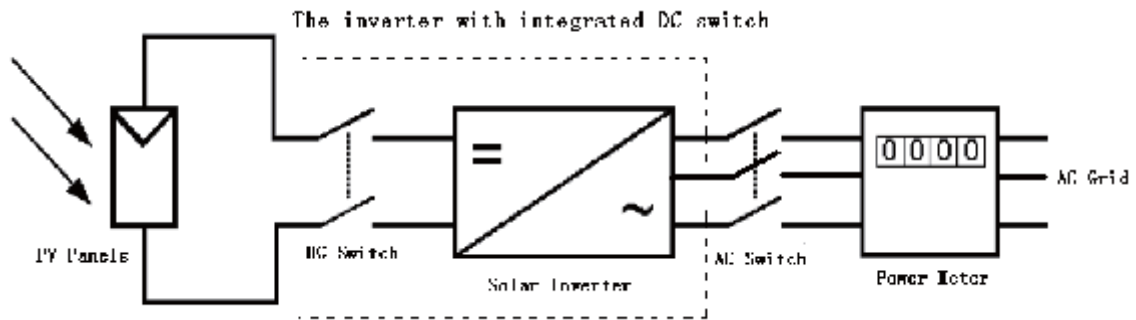 The inverter with integrated DC switch
0000
AC Grid
PV Panels
DC Switch
AC Switch
Solar Inverter
Power Meter